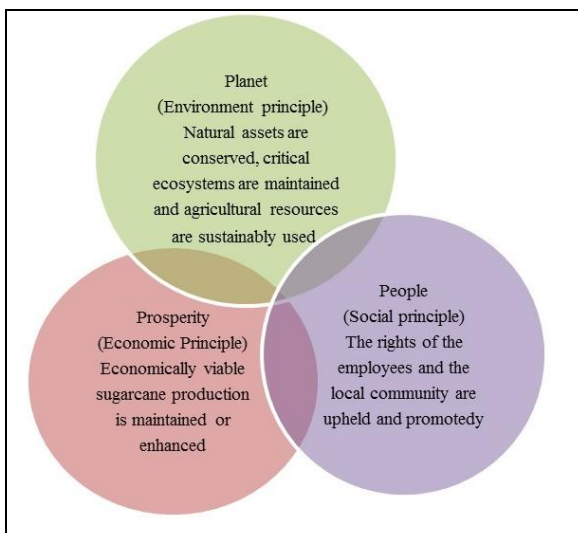 Planet
(Environment principle)
Natural assets are
conserved, critical
ecosystems are maintained
and agricultural resources
are sustainably used
Prosperity
(Economic Principle)
Economically viable
sugarcane production
is maintained or
enhanced
People
(Social principle)
The rights of the
employees and the
local community are
upheld and promotedy